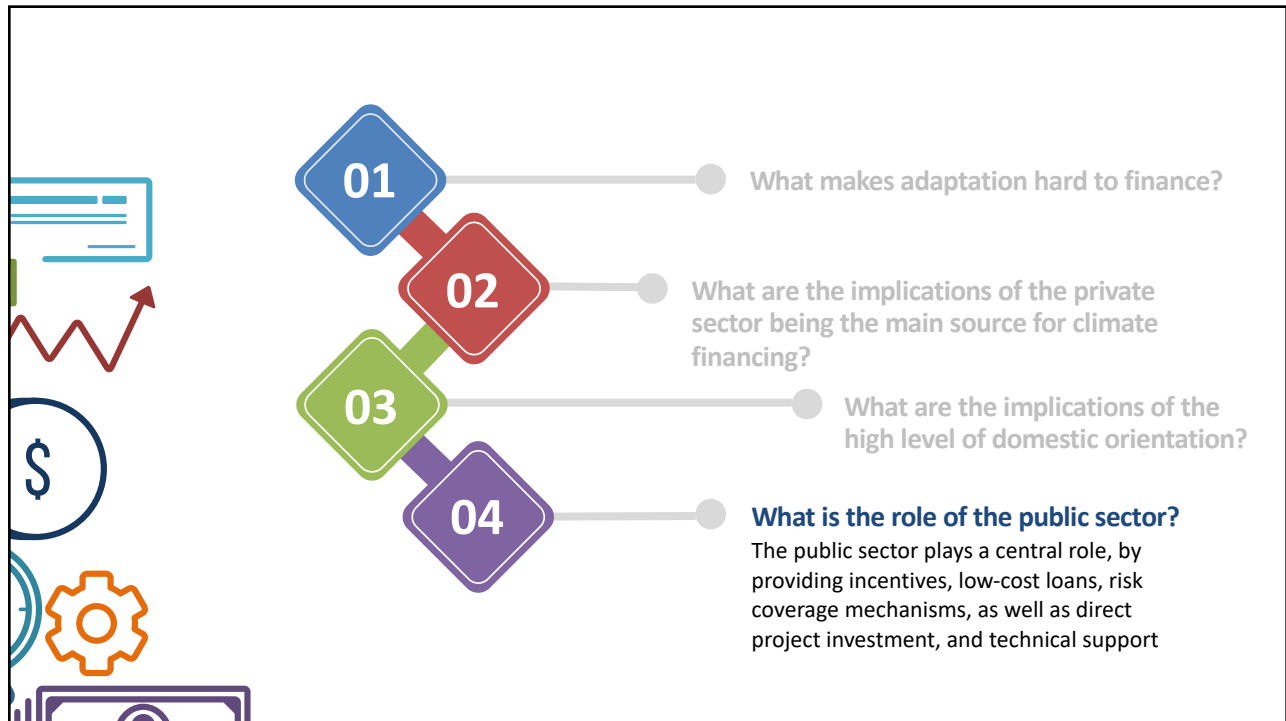 01
What makes adaptation hard to finance?
02
What are the implications of the private
sector being the main source for climate
financing?
03
What are the implications of the
high level of domestic orientation?
04
What is the role of the public sector?
The public sector plays a central role, by
providing incentives, low-cost loans, risk
coverage mechanisms, as well as direct
project investment, and technical support
$